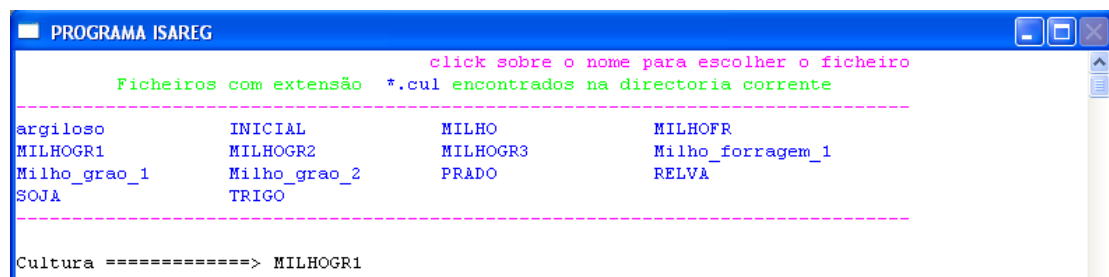 PROGRAMA ISAREG
click sobre o nome para escolher o ficheiro
Ficheiros com extensão *.cul encontrados na directoria corrente
argiloso INICIAL MILHO MILHOFR
MILHOGR1 MILHOGR2 MILHOGR3 Milho_forragem_1
Milho_grao_1 Milho_grao_2 PRADO RELVA
SOJA TRIGO
Cultura =============> MILHOGR1